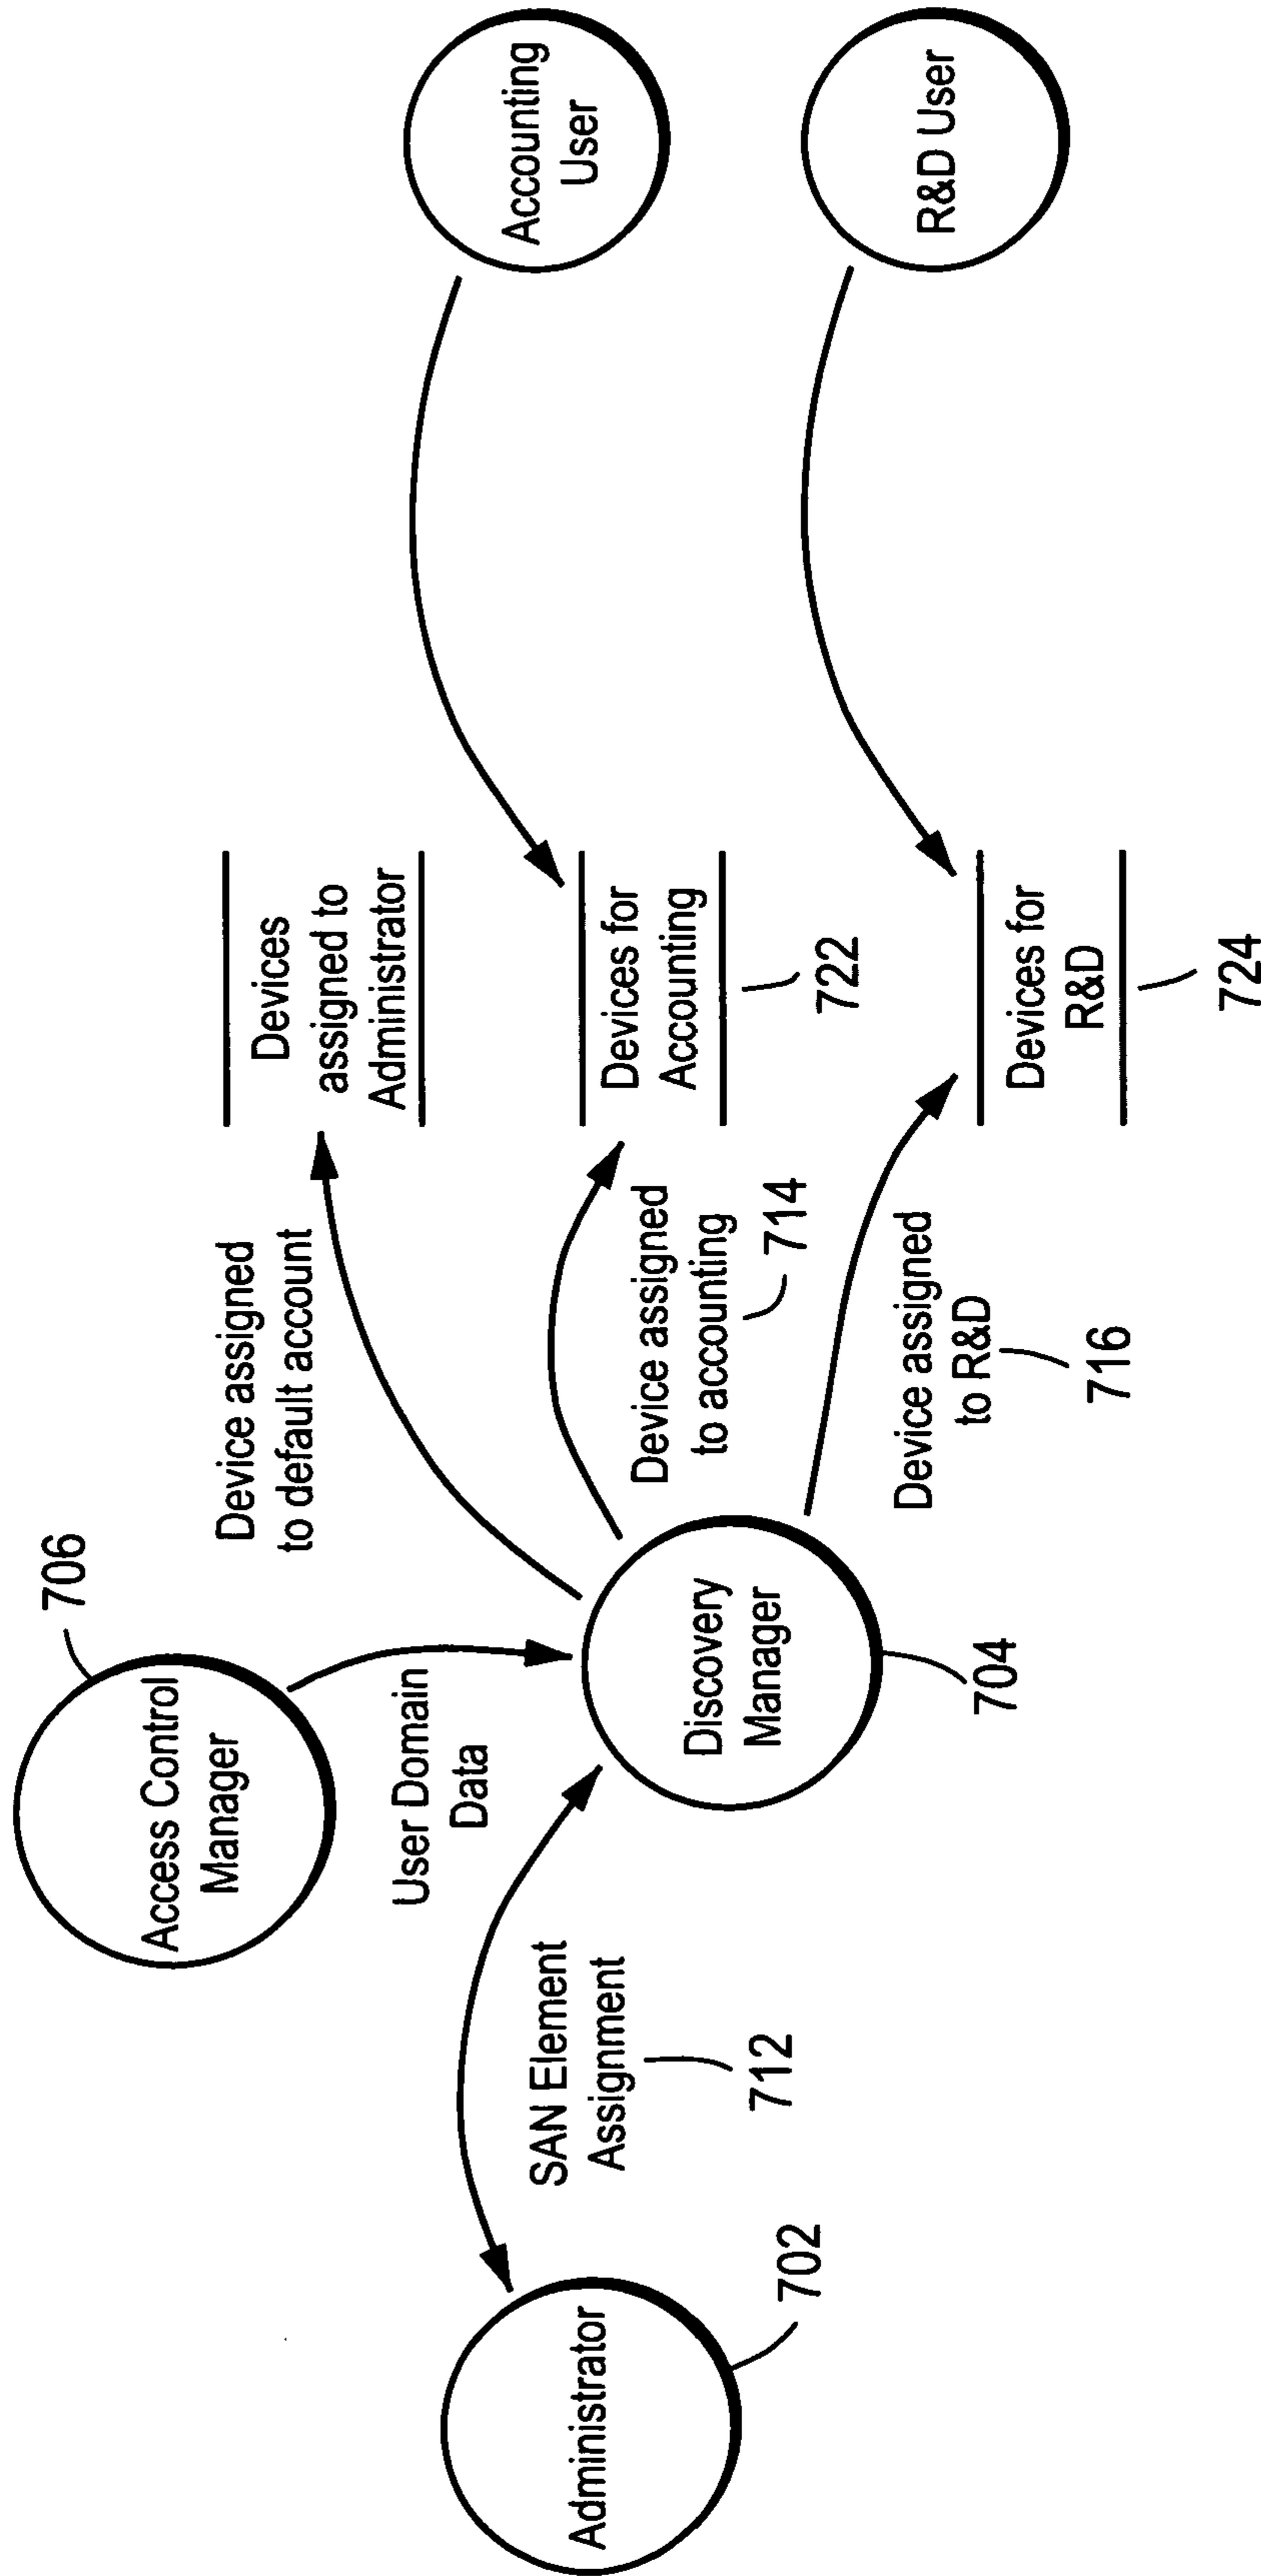 706
Access Control
Manager
User Domain
Data
Device assigned
to default account
Devices
assigned to
Administrator
Administrator
702
SAN Element
Assignment
712
Discovery
Manager
704
Device assigned
to accounting
714
Devices for
Accounting
722
Accounting
User
Device assigned
to R&D
716
Devices for
R&D
724
R&D User